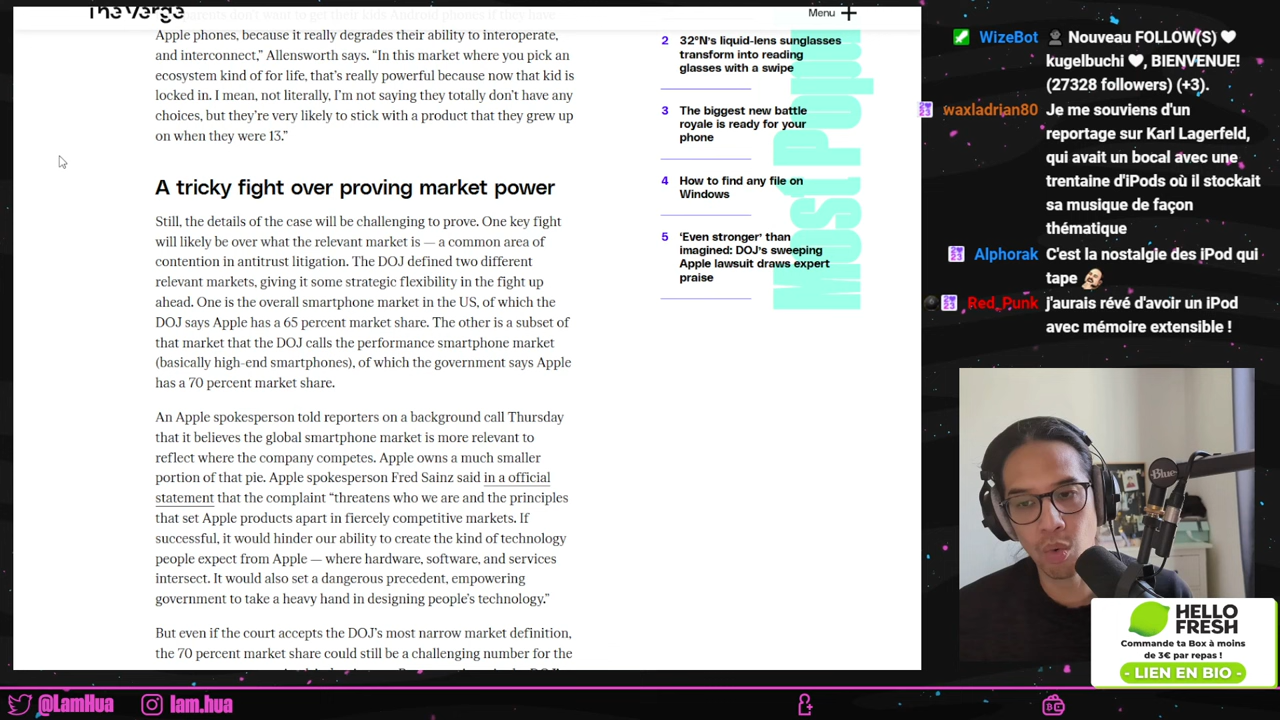 TheVerge
Menu
parents don't want to get their kids Android phones if they have
Apple phones, because it really degrades their ability to interoperate,
and interconnect,” Allensworth says. “In this market where you pick an
ecosystem kind of for life, that's really powerful because now that kid is
locked in. I mean, not literally, I'm not saying they totally don't have any
choices, but they're very likely to stick with a product that they grew up
on when they were 13.”
A tricky fight over proving market power
Still, the details of the case will be challenging to prove. One key fight
will likely be over what the relevant market is — a common area of
contention in antitrust litigation. The DOJ defined two different
relevant markets, giving it some strategic flexibility in the fight up
ahead. One is the overall smartphone market in the US, of which the
DOJ says Apple has a 65 percent market share. The other is a subset of
that market that the DOJ calls the performance smartphone market
(basically high-end smartphones), of which the government says Apple
has a 70 percent market share.
An Apple spokesperson told reporters on a background call Thursday
that it believes the global smartphone market is more relevant to
reflect where the company competes. Apple owns a much smaller
portion of that pie. Apple spokesperson Fred Sainz said in a official
statement that the complaint “threatens who we are and the principles
that set Apple products apart in fiercely competitive markets. If
successful, it would hinder our ability to create the kind of technology
people expect from Apple — where hardware, software, and services
intersect. It would also set a dangerous precedent, empowering
government to take a heavy hand in designing people's technology.”
But even if the court accepts the DOJ's most narrow market definition,
the 70 percent market share could still be a challenging number for the
Most Popular
2 32°N's liquid-lens sunglasses
transform into reading
glasses with a swipe
3 The biggest new battle
royale is ready for your
phone
4 How to find any file on
Windows
5 ‘Even stronger’ than
imagined: DOJ's sweeping
Apple lawsuit draws expert
praise
WizeBot Nouveau FOLLOW(S)
kugelbuchi, BIENVENUE!
(27328 followers) (+3).
waxladrian80 Je me souviens d'un
reportage sur Karl Lagerfeld,
qui avait un bocal avec une
trentaine d'iPods où il stockait
sa musique de façon
thématique
Alphorak C'est la nostalgie des iPod qui
tape
Red_Punk j'aurais révé d'avoir un iPod
avec mémoire extensible !
Blue
HELLO
FRESH
Commande ta Box à moins
de 3€ par repas !
- LIEN EN BIO -
@LamHua
lam.hua